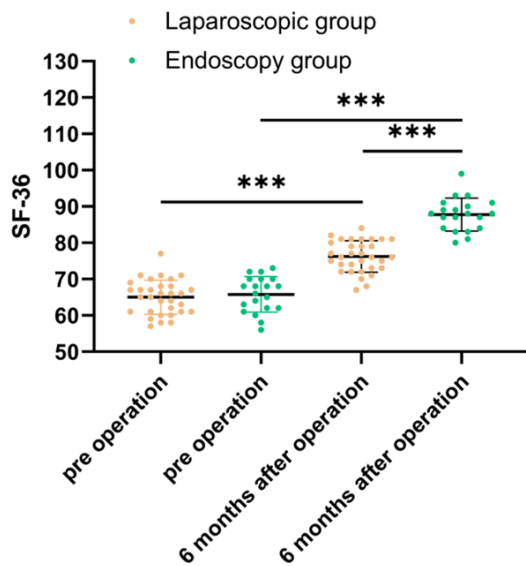 Laparoscopic group
Endoscopy group
130
120
110
100
90
80
70
60
50
SF-36
***
***
***
pre operation
pre operation
6 months after operation
6 months after operation